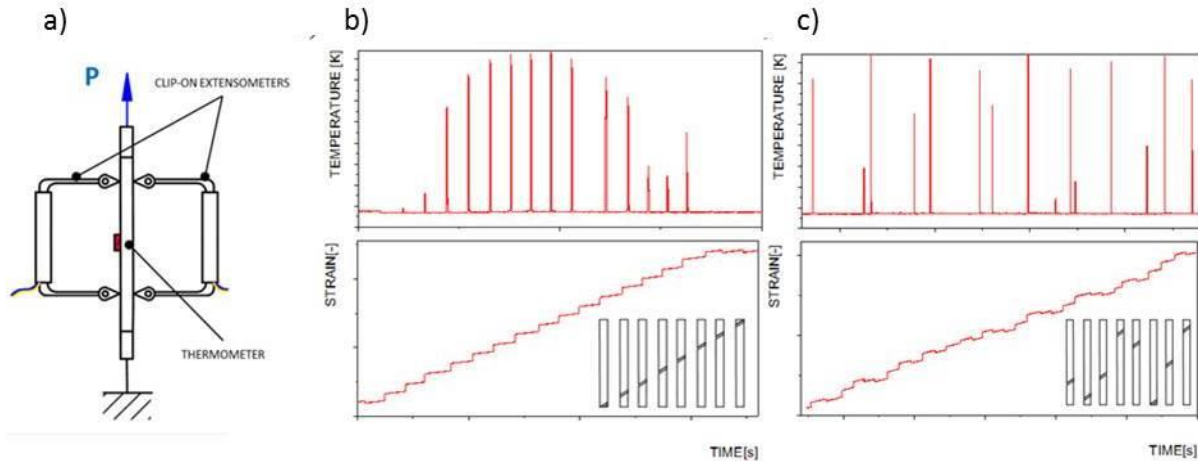 a)
P
CLIP-ON EXTENSOMETERS
THERMOMETER
b)
TEMPERATURE [K]
STRAIN[-]
TIME[s]
c)
TEMPERATURE [K]
STRAIN[-]
TIME[s]